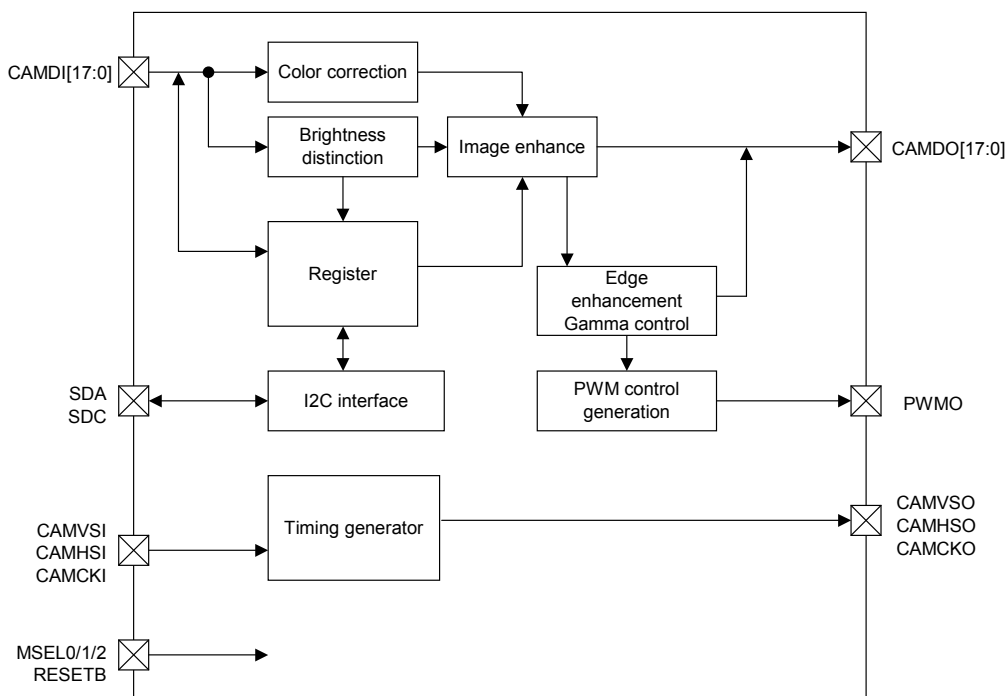 CAMDI[17:0]
Color correction
Brightness
distinction
Image enhance
CAMDO[17:0]
Register
Edge
enhancement
Gamma control
SDA
SDC
I2C interface
PWM control
generation
PWMO
CAMVSI
CAMHSI
CAMCKI
Timing generator
CAMVSO
CAMHSO
CAMCKO
MSEL0/1/2
RESETB